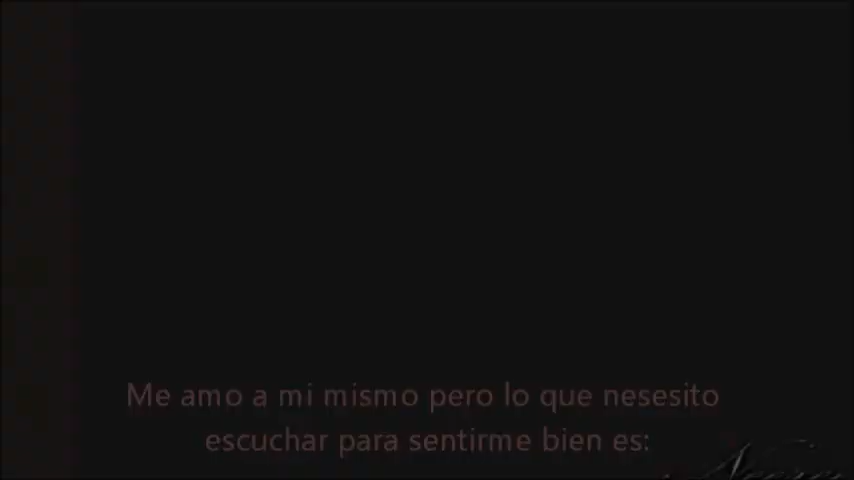 Me amo a mi mismo pero lo que nesesito
escuchar para sentirme bien es: